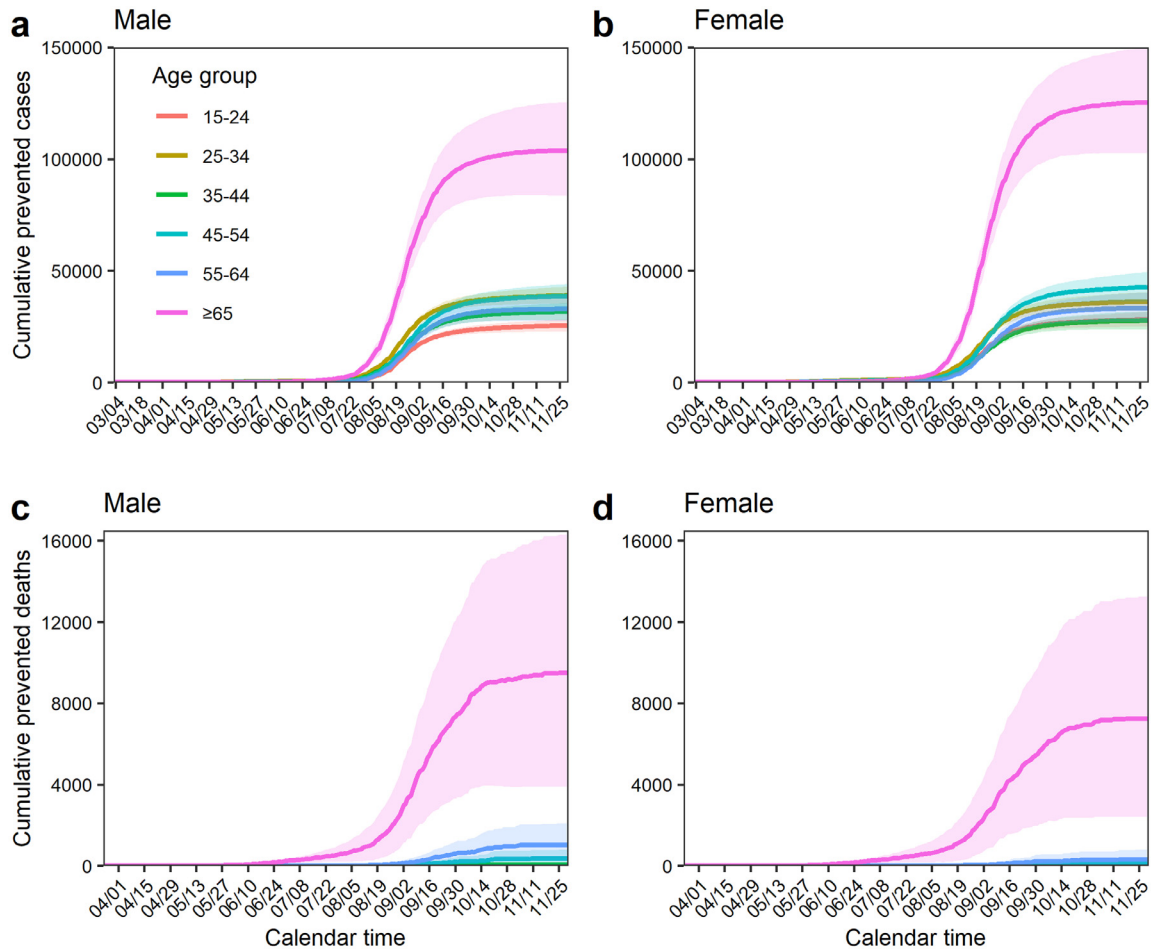 a Male
Cumulative prevented cases
150000
100000
50000
0
Age group
15-24
25-34
35-44
45-54
55-64
≥65
03/04 03/18 04/01 04/15 04/29 05/13 05/27 06/10 06/24 07/08 07/22 08/05 08/19 09/02 09/16 09/30 10/14 10/28 11/11 11/25
b Female
150000
100000
50000
0
03/04 03/18 04/01 04/15 04/29 05/13 05/27 06/10 06/24 07/08 07/22 08/05 08/19 09/02 09/16 09/30 10/14 10/28 11/11 11/25
c Male
Cumulative prevented deaths
16000
12000
8000
4000
0
04/01 04/15 04/29 05/13 05/27 06/10 06/24 07/08 07/22 08/05 08/19 09/02 09/16 09/30 10/14 10/28 11/11 11/25
Calendar time
d Female
16000
12000
8000
4000
0
04/01 04/15 04/29 05/13 05/27 06/10 06/24 07/08 07/22 08/05 08/19 09/02 09/16 09/30 10/14 10/28 11/11 11/25
Calendar time